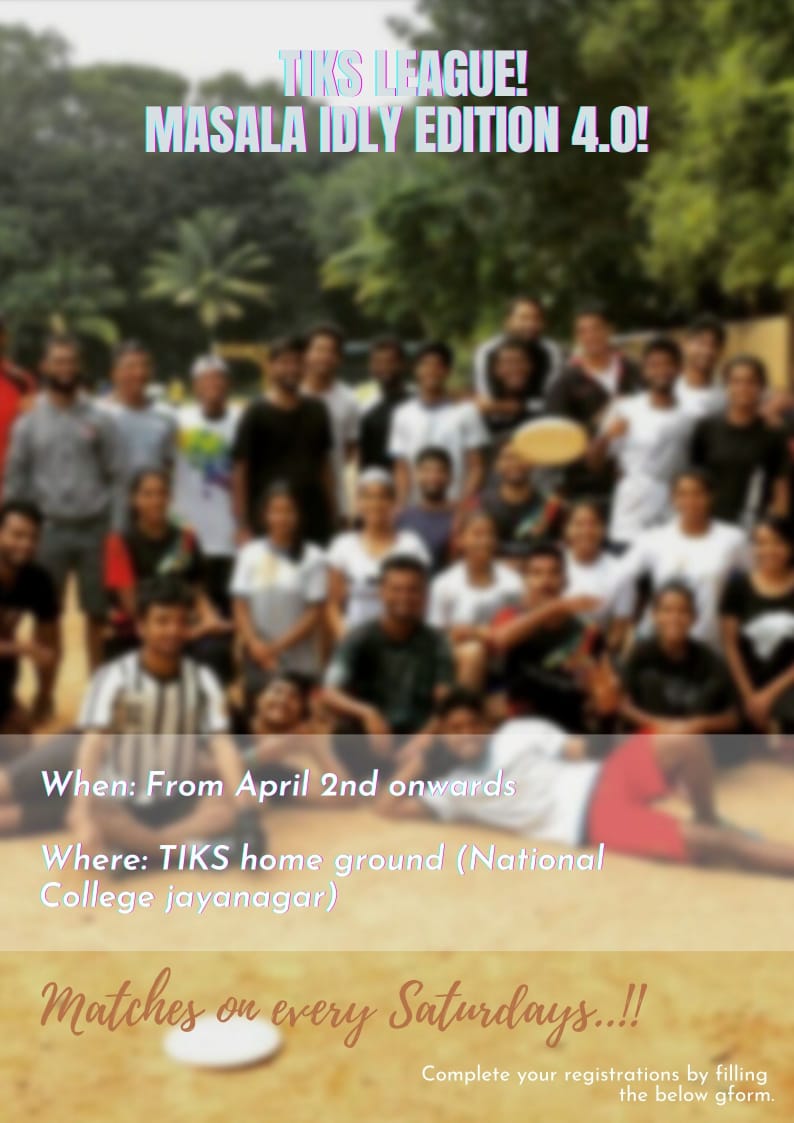 TIKS LEAGUE!
MASALA IDLY EDITION 4.0!
When: From April 2nd onwards
Where: TIKS home ground (National
College jayanagar)
Matches on every Saturdays..!!
Complete your registrations by filling
the below gform.